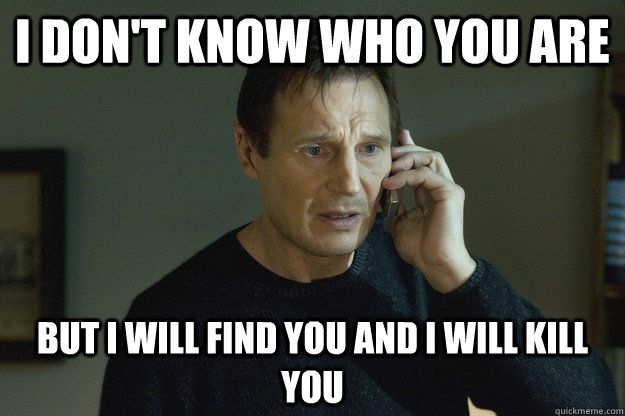 I DON'T KNOW WHO YOU ARE
BUT I WILL FIND YOU AND I WILL KILL
YOU
quickmeme.com